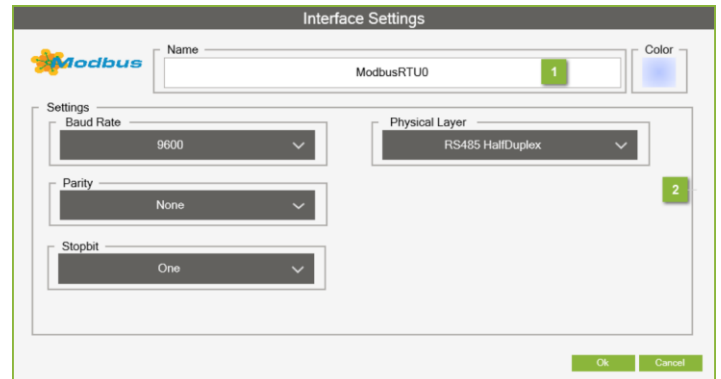 Interface Settings
Modbus
Name
ModbusRTU0
1
Color
Settings
Baud Rate
9600
Physical Layer
RS485 HalfDuplex
Parity
None
2
Stopbit
One
Ok
Cancel